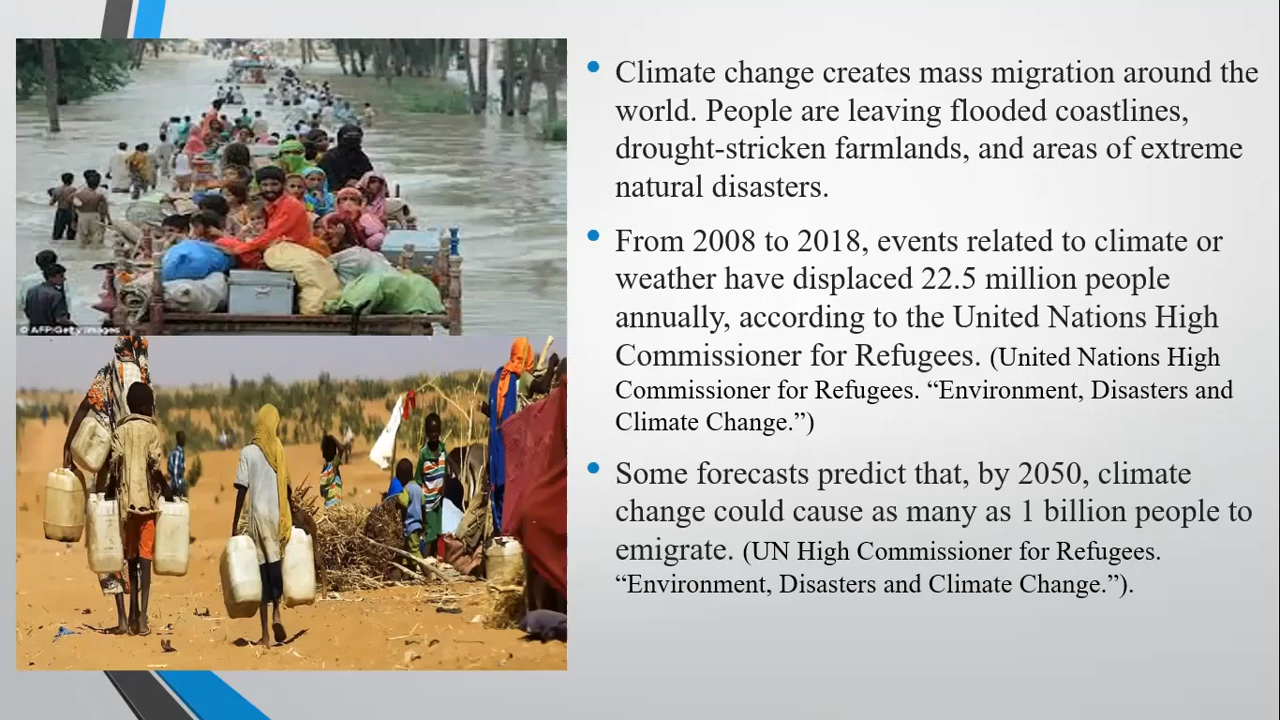 Climate change creates mass migration around the
world. People are leaving flooded coastlines,
drought-stricken farmlands, and areas of extreme
natural disasters.
From 2008 to 2018, events related to climate or
weather have displaced 22.5 million people
annually, according to the United Nations High
Commissioner for Refugees. (United Nations High
Commissioner for Refugees. “Environment, Disasters and
Climate Change.”)
Some forecasts predict that, by 2050, climate
change could cause as many as 1 billion people to
emigrate. (UN High Commissioner for Refugees.
“Environment, Disasters and Climate Change.”).
© AFP/Getty Images